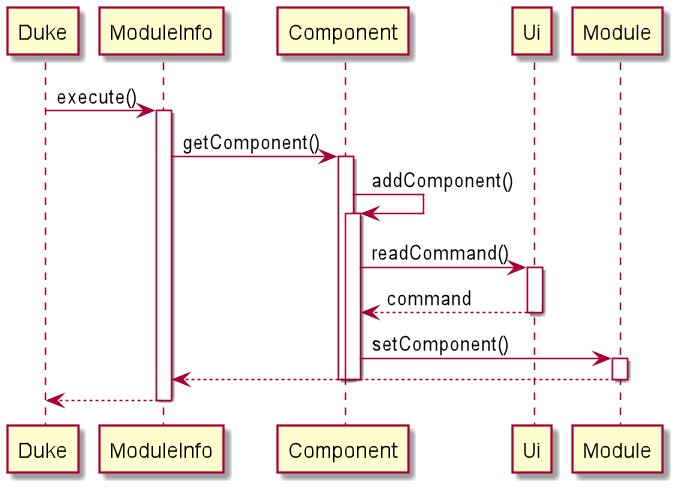 Duke ModuleInfo Component Ui Module
execute()
getComponent()
addComponent()
readCommand()
command
setComponent()
Duke ModuleInfo Component Ui Module